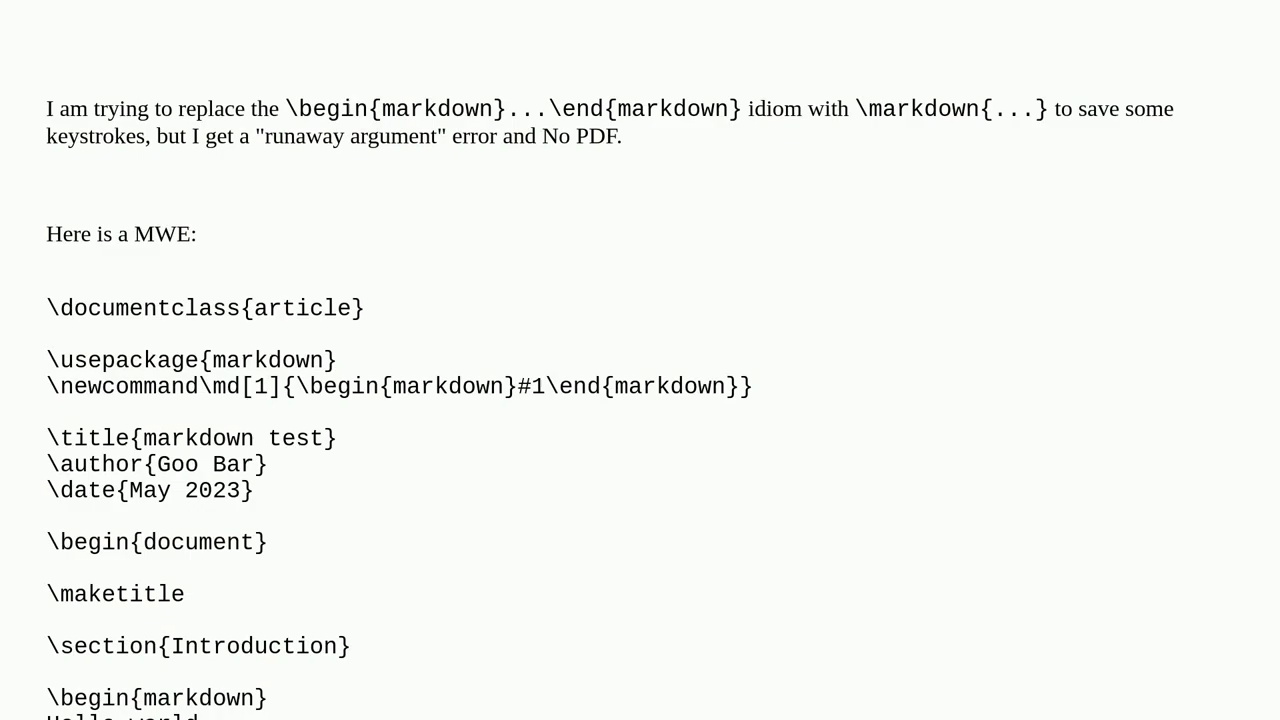 I am trying to replace the \begin{markdown}...\end{markdown} idiom with \markdown{...} to save some
keystrokes, but I get a "runaway argument" error and No PDF.
Here is a MWE:
\documentclass{article}
\usepackage{markdown}
\newcommand\md[1]{\begin{markdown}#1\end{markdown}}
\title{markdown test}
\author{Goo Bar}
\date{May 2023}
\begin{document}
\maketitle
\section{Introduction}
\begin{markdown}